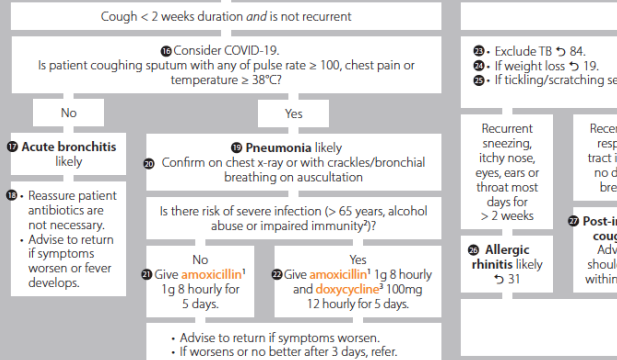 Cough < 2 weeks duration and is not recurrent
16 Consider COVID-19.
Is patient coughing sputum with any of pulse rate ≥ 100, chest pain or
temperature ≥ 38°C?
No
Yes
17 Acute bronchitis
likely
18 • Reassure patient
antibiotics are
not necessary.
• Advise to return
if symptoms
worsen or fever
develops.
19 Pneumonia likely
20 Confirm on chest x-ray or with crackles/bronchial
breathing on auscultation
Is there risk of severe infection (> 65 years, alcohol
abuse or impaired immunity²)?
No
21 Give amoxicillin¹
1g 8 hourly for
5 days.
Yes
22 Give amoxicillin¹ 1g 8 hourly
and doxycycline³ 100mg
12 hourly for 5 days.
• Advise to return if symptoms worsen.
• If worsens or no better after 3 days, refer.
23 • Exclude TB ⮌ 84.
24 • If weight loss ⮌ 19.
25 • If tickling/scratching se
Recurrent
sneezing,
itchy nose,
eyes, ears or
throat most
days for
> 2 weeks
26 Allergic
rhinitis likely
⮌ 31
Rece
resp
tract i
no d
bre
27 Post-in
coug
Adv
shoul
within